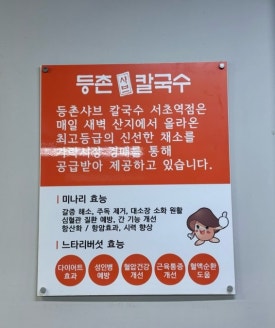 등촌 샤브 칼국수
등촌샤브 칼국수 서초역점은
매일 새벽 산지에서 올라온
최고등급의 신선한 채소를
가락시장 경매를 통해
공급받아 제공하고 있습니다.
미나리 효능
갈증 해소, 주독 제거, 대소장 소화 원활
심혈관 질환 예방, 간 기능 개선
항산화 / 항암효과, 시력 향상
느타리버섯 효능
다이어트 성인병 혈압건강 근육통증 혈액순환
효과 예방 개선 개선 도움